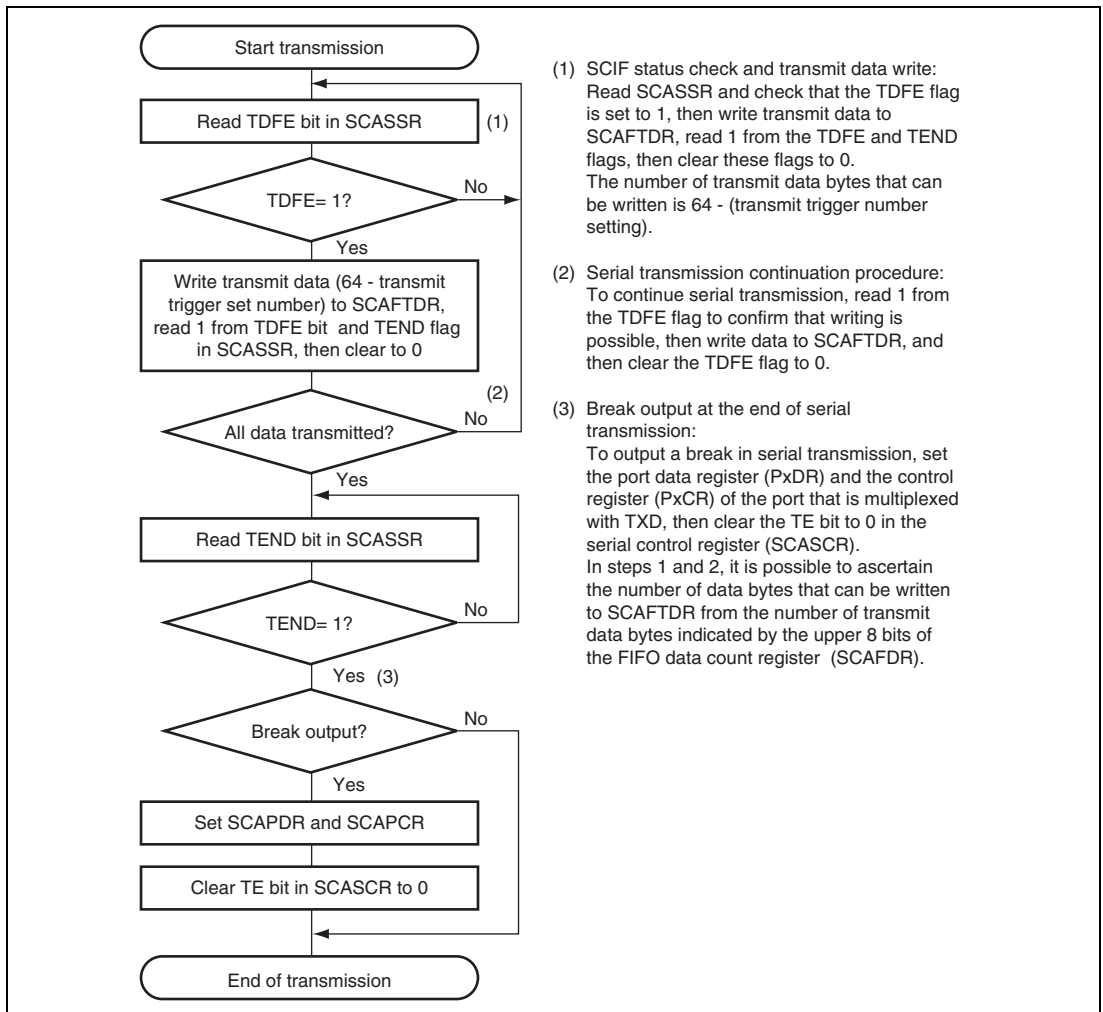 Start transmission
Read TDFE bit in SCASSR
(1)
TDFE= 1?
No
Yes
Write transmit data (64 - transmit
trigger set number) to SCAFTDR,
read 1 from TDFE bit  and TEND flag
in SCASSR, then clear to 0
(2)
All data transmitted?
No
Yes
Read TEND bit in SCASSR
TEND= 1?
No
Yes (3)
Break output?
No
Yes
Set SCAPDR and SCAPCR
Clear TE bit in SCASCR to 0
End of transmission
(1) SCIF status check and transmit data write:
Read SCASSR and check that the TDFE flag
is set to 1, then write transmit data to
SCAFTDR, read 1 from the TDFE and TEND
flags, then clear these flags to 0.
The number of transmit data bytes that can
be written is 64 - (transmit trigger number
setting).
(2) Serial transmission continuation procedure:
To continue serial transmission, read 1 from
the TDFE flag to confirm that writing is
possible, then write data to SCAFTDR, and
then clear the TDFE flag to 0.
(3) Break output at the end of serial
transmission:
To output a break in serial transmission, set
the port data register (PxDR) and the control
register (PxCR) of the port that is multiplexed
with TXD, then clear the TE bit to 0 in the
serial control register (SCASCR).
In steps 1 and 2, it is possible to ascertain
the number of data bytes that can be written
to SCAFTDR from the number of transmit
data bytes indicated by the upper 8 bits of
the FIFO data count register  (SCAFDR).